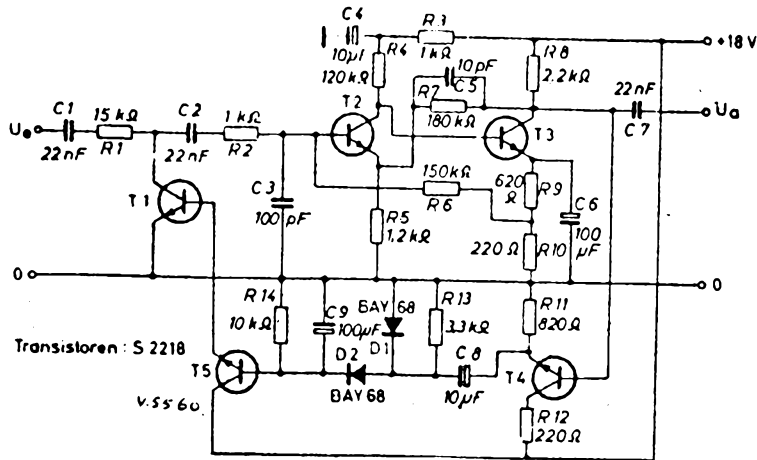 C4
10µf
R4
120kΩ
R3
1kΩ
10pF
C5
R7
180kΩ
R8
2.2kΩ
+18V
22nF
C7
Ua
Ue
C1
22nF
15kΩ
R1
C2
22nF
1kΩ
R2
T2
T3
T1
C3
100pF
150kΩ
R6
R5
1,2kΩ
620
Ω
R9
220Ω
R10
C6
100
µF
0
0
R14
10kΩ
C9
100µF
BAY 68
D1
R13
3.3kΩ
R11
820Ω
Transistoren: S 2218
T5
V.5560
D2
BAY 68
C8
10µF
T4
R12
220Ω